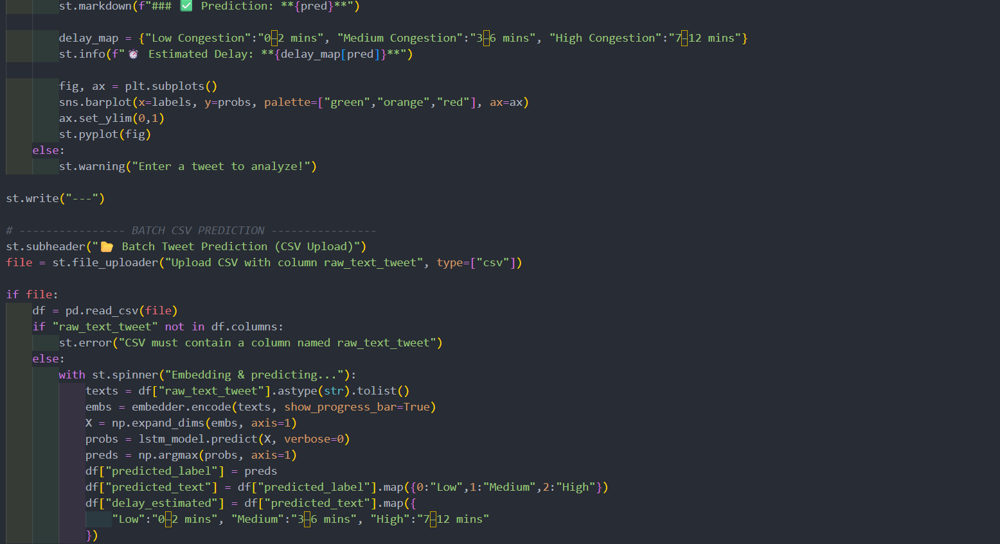 st.markdown(f"### ✅ Prediction: **{pred}**")

        delay_map = {"Low Congestion":"0–2 mins", "Medium Congestion":"3–6 mins", "High Congestion":"7–12 mins"}
        st.info(f"⏱️ Estimated Delay: **{delay_map[pred]}**")

        fig, ax = plt.subplots()
        sns.barplot(x=labels, y=probs, palette=["green","orange","red"], ax=ax)
        ax.set_ylim(0,1)
        st.pyplot(fig)
    else:
        st.warning("Enter a tweet to analyze!")

st.write("---")

# ---------------- BATCH CSV PREDICTION ----------------
st.subheader("📂 Batch Tweet Prediction (CSV Upload)")
file = st.file_uploader("Upload CSV with column raw_text_tweet", type=["csv"])

if file:
    df = pd.read_csv(file)
    if "raw_text_tweet" not in df.columns:
        st.error("CSV must contain a column named raw_text_tweet")
    else:
        with st.spinner("Embedding & predicting..."):
            texts = df["raw_text_tweet"].astype(str).tolist()
            embs = embedder.encode(texts, show_progress_bar=True)
            X = np.expand_dims(embs, axis=1)
            probs = lstm_model.predict(X, verbose=0)
            preds = np.argmax(probs, axis=1)
            df["predicted_label"] = preds
            df["predicted_text"] = df["predicted_label"].map({0:"Low",1:"Medium",2:"High"})
            df["delay_estimated"] = df["predicted_text"].map({
                "Low":"0–2 mins", "Medium":"3–6 mins", "High":"7–12 mins"
            })